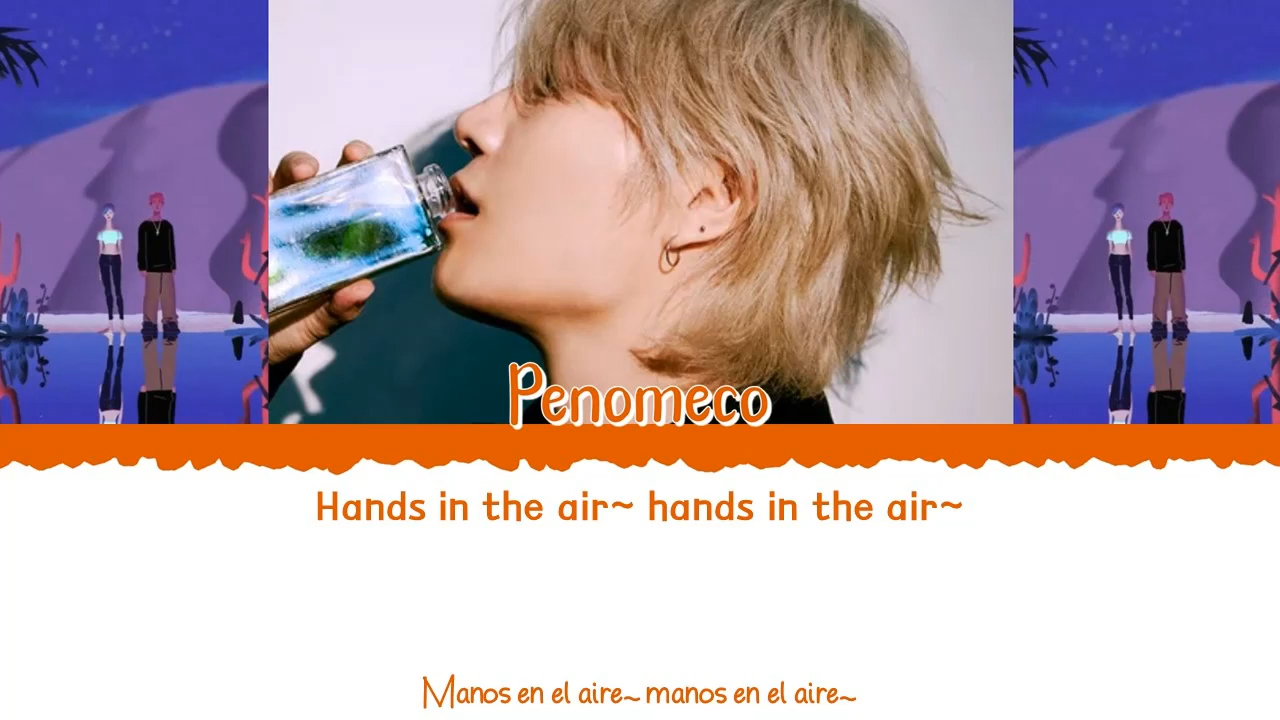 Penomeco
Hands in the air~ hands in the air~
Manos en el aire~ manos en el aire~